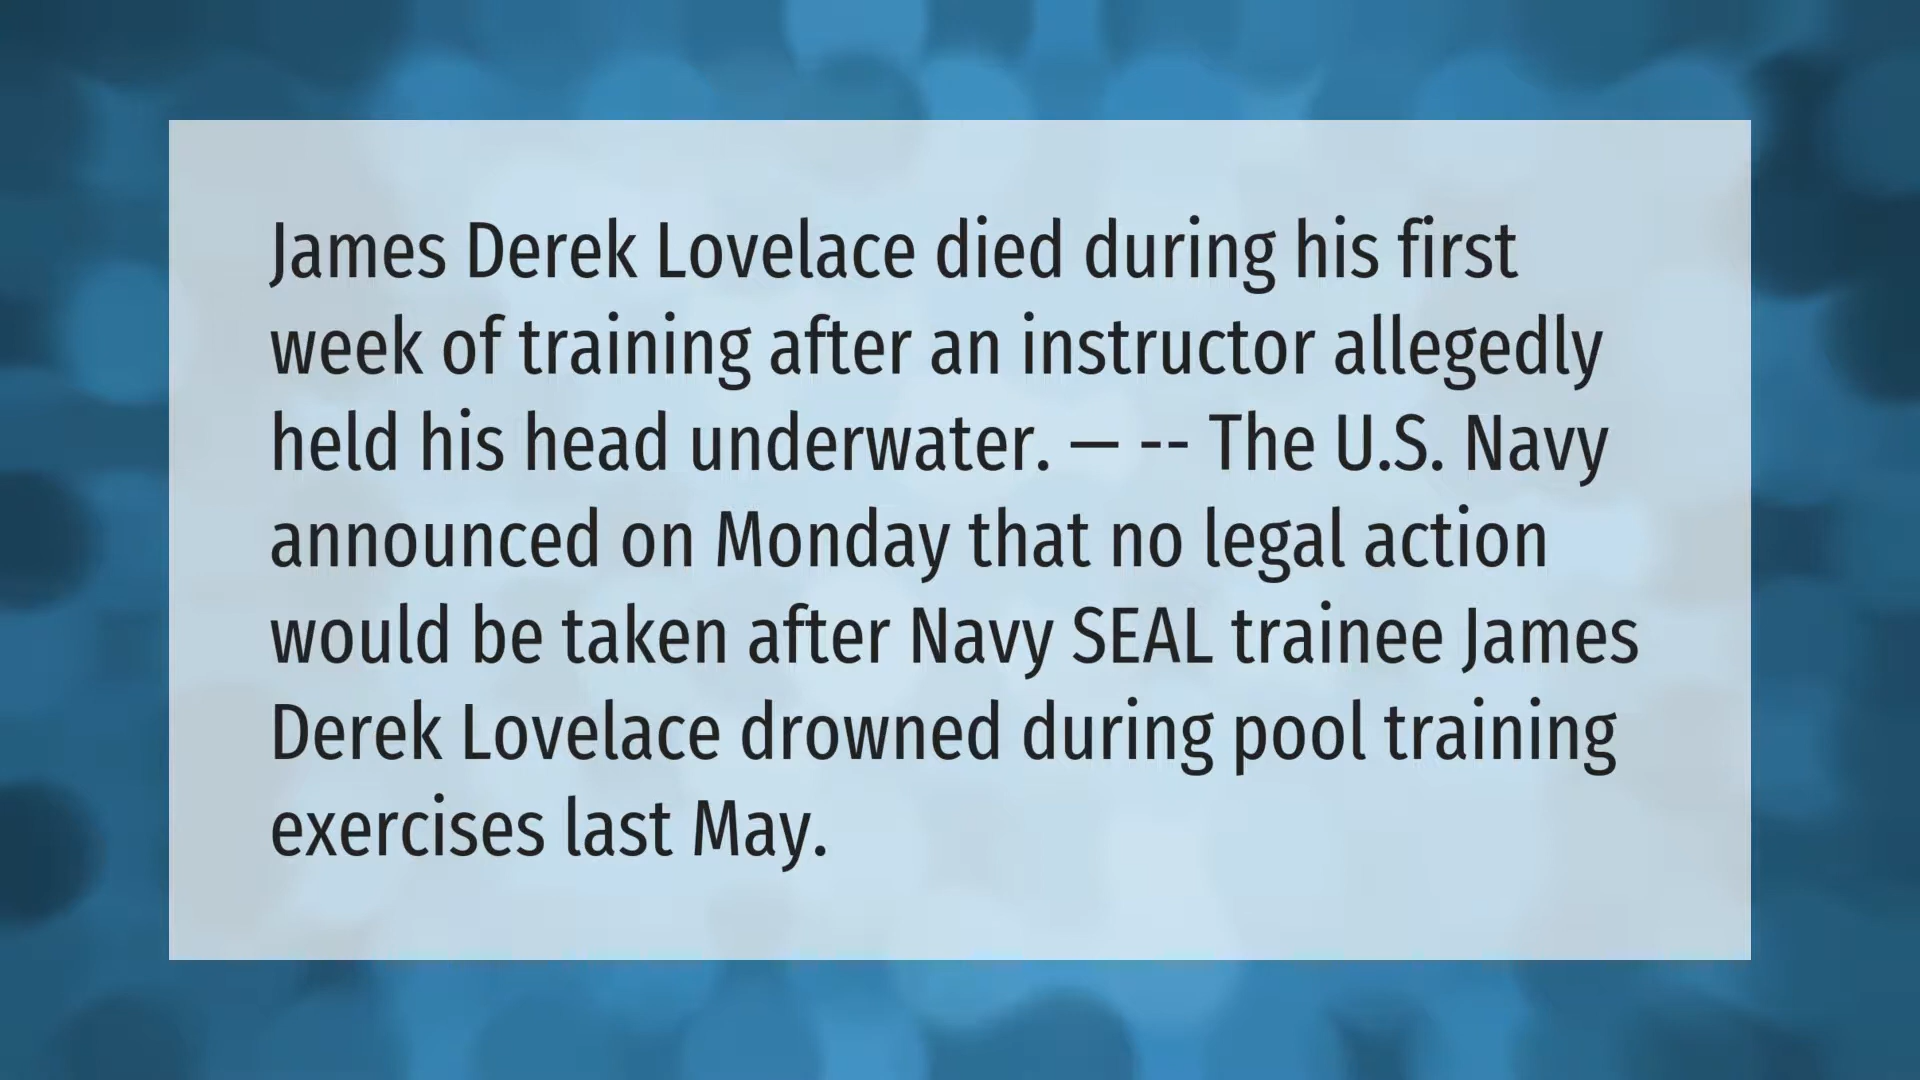 James Derek Lovelace died during his first
week of training after an instructor allegedly
held his head underwater. — -- The U.S. Navy
announced on Monday that no legal action
would be taken after Navy SEAL trainee James
Derek Lovelace drowned during pool training
exercises last May.